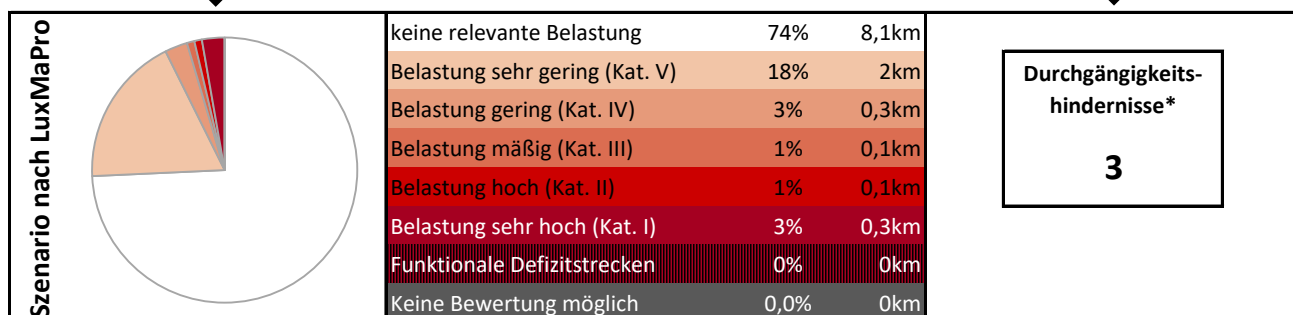 Szenario nach LuxMaPro
keine relevante Belastung 74% 8,1km
Belastung sehr gering (Kat. V) 18% 2km
Belastung gering (Kat. IV) 3% 0,3km
Belastung mäßig (Kat. III) 1% 0,1km
Belastung hoch (Kat. II) 1% 0,1km
Belastung sehr hoch (Kat. I) 3% 0,3km
Funktionale Defizitstrecken 0% 0km
Keine Bewertung möglich 0,0% 0km
Durchgängigkeits-
hindernisse*
3